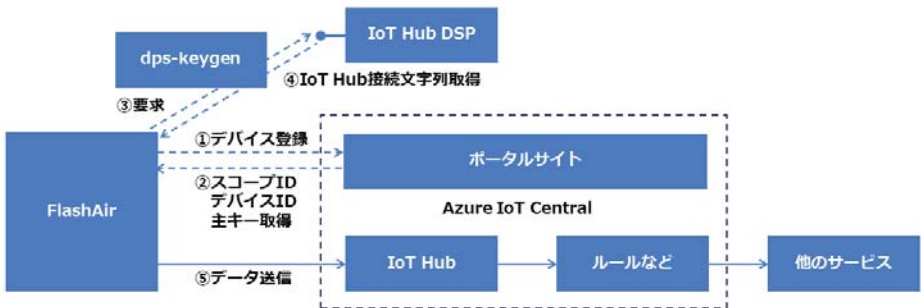 IoT Hub DSP
dps-keygen
④IoT Hub接続文字列取得
③要求
①デバイス登録
ポータルサイト
②スコープID
デバイスID
主キー取得
FlashAir
Azure IoT Central
IoT Hub
ルールなど
他のサービス
⑤データ送信